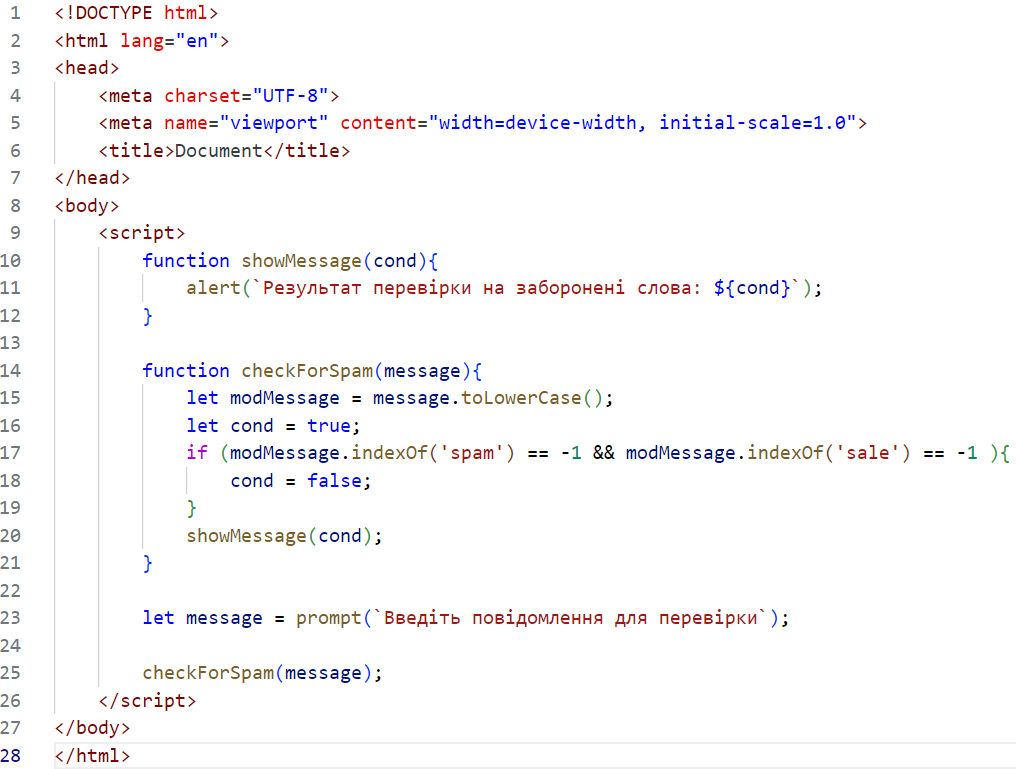 1 <!DOCTYPE html>
2 <html lang="en">
3 <head>
4     <meta charset="UTF-8">
5     <meta name="viewport" content="width=device-width, initial-scale=1.0">
6     <title>Document</title>
7 </head>
8 <body>
9     <script>
10         function showMessage(cond){
11             alert(`Результат перевірки на заборонені слова: ${cond}`);
12         }
13
14         function checkForSpam(message){
15             let modMessage = message.toLowerCase();
16             let cond = true;
17             if (modMessage.indexOf('spam') == -1 && modMessage.indexOf('sale') == -1 ){
18                 cond = false;
19             }
20             showMessage(cond);
21         }
22
23         let message = prompt(`Введіть повідомлення для перевірки`);
24
25         checkForSpam(message);
26     </script>
27 </body>
28 </html>